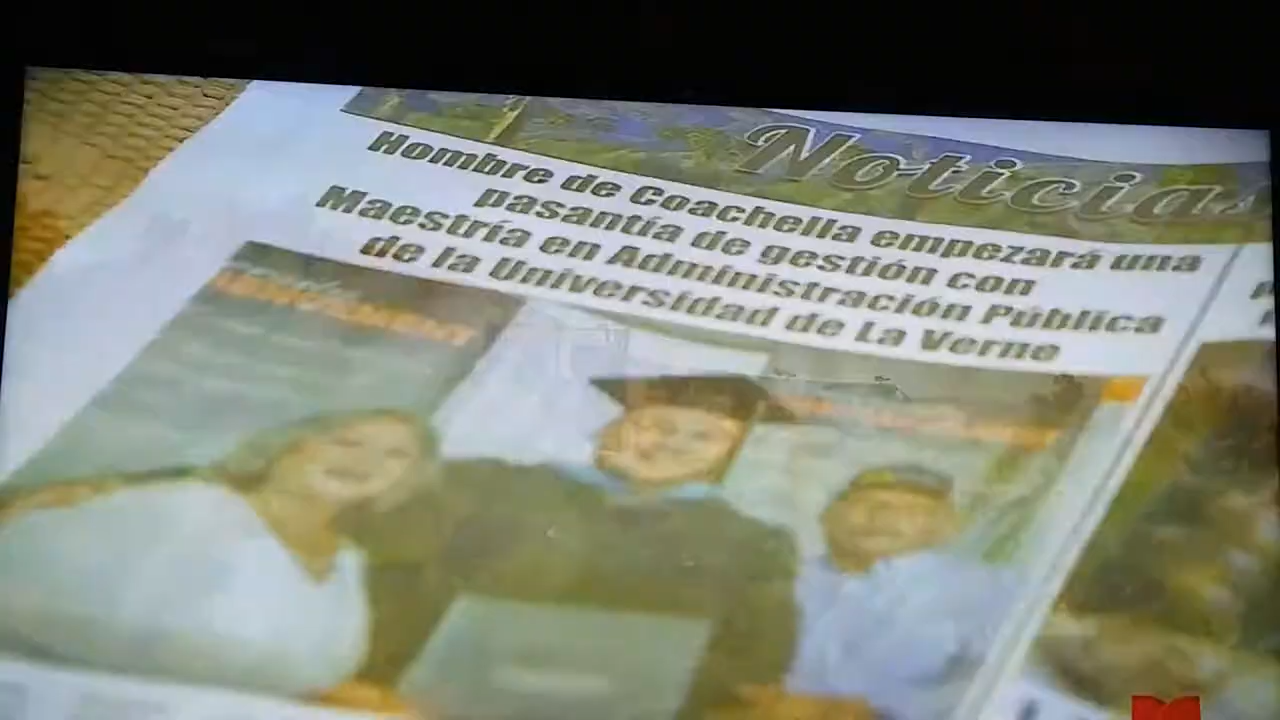 Noticias
Hombre de Coachella empezará una
pasantía de gestión con
Maestría en Administración Pública
de la Universidad de La Verne